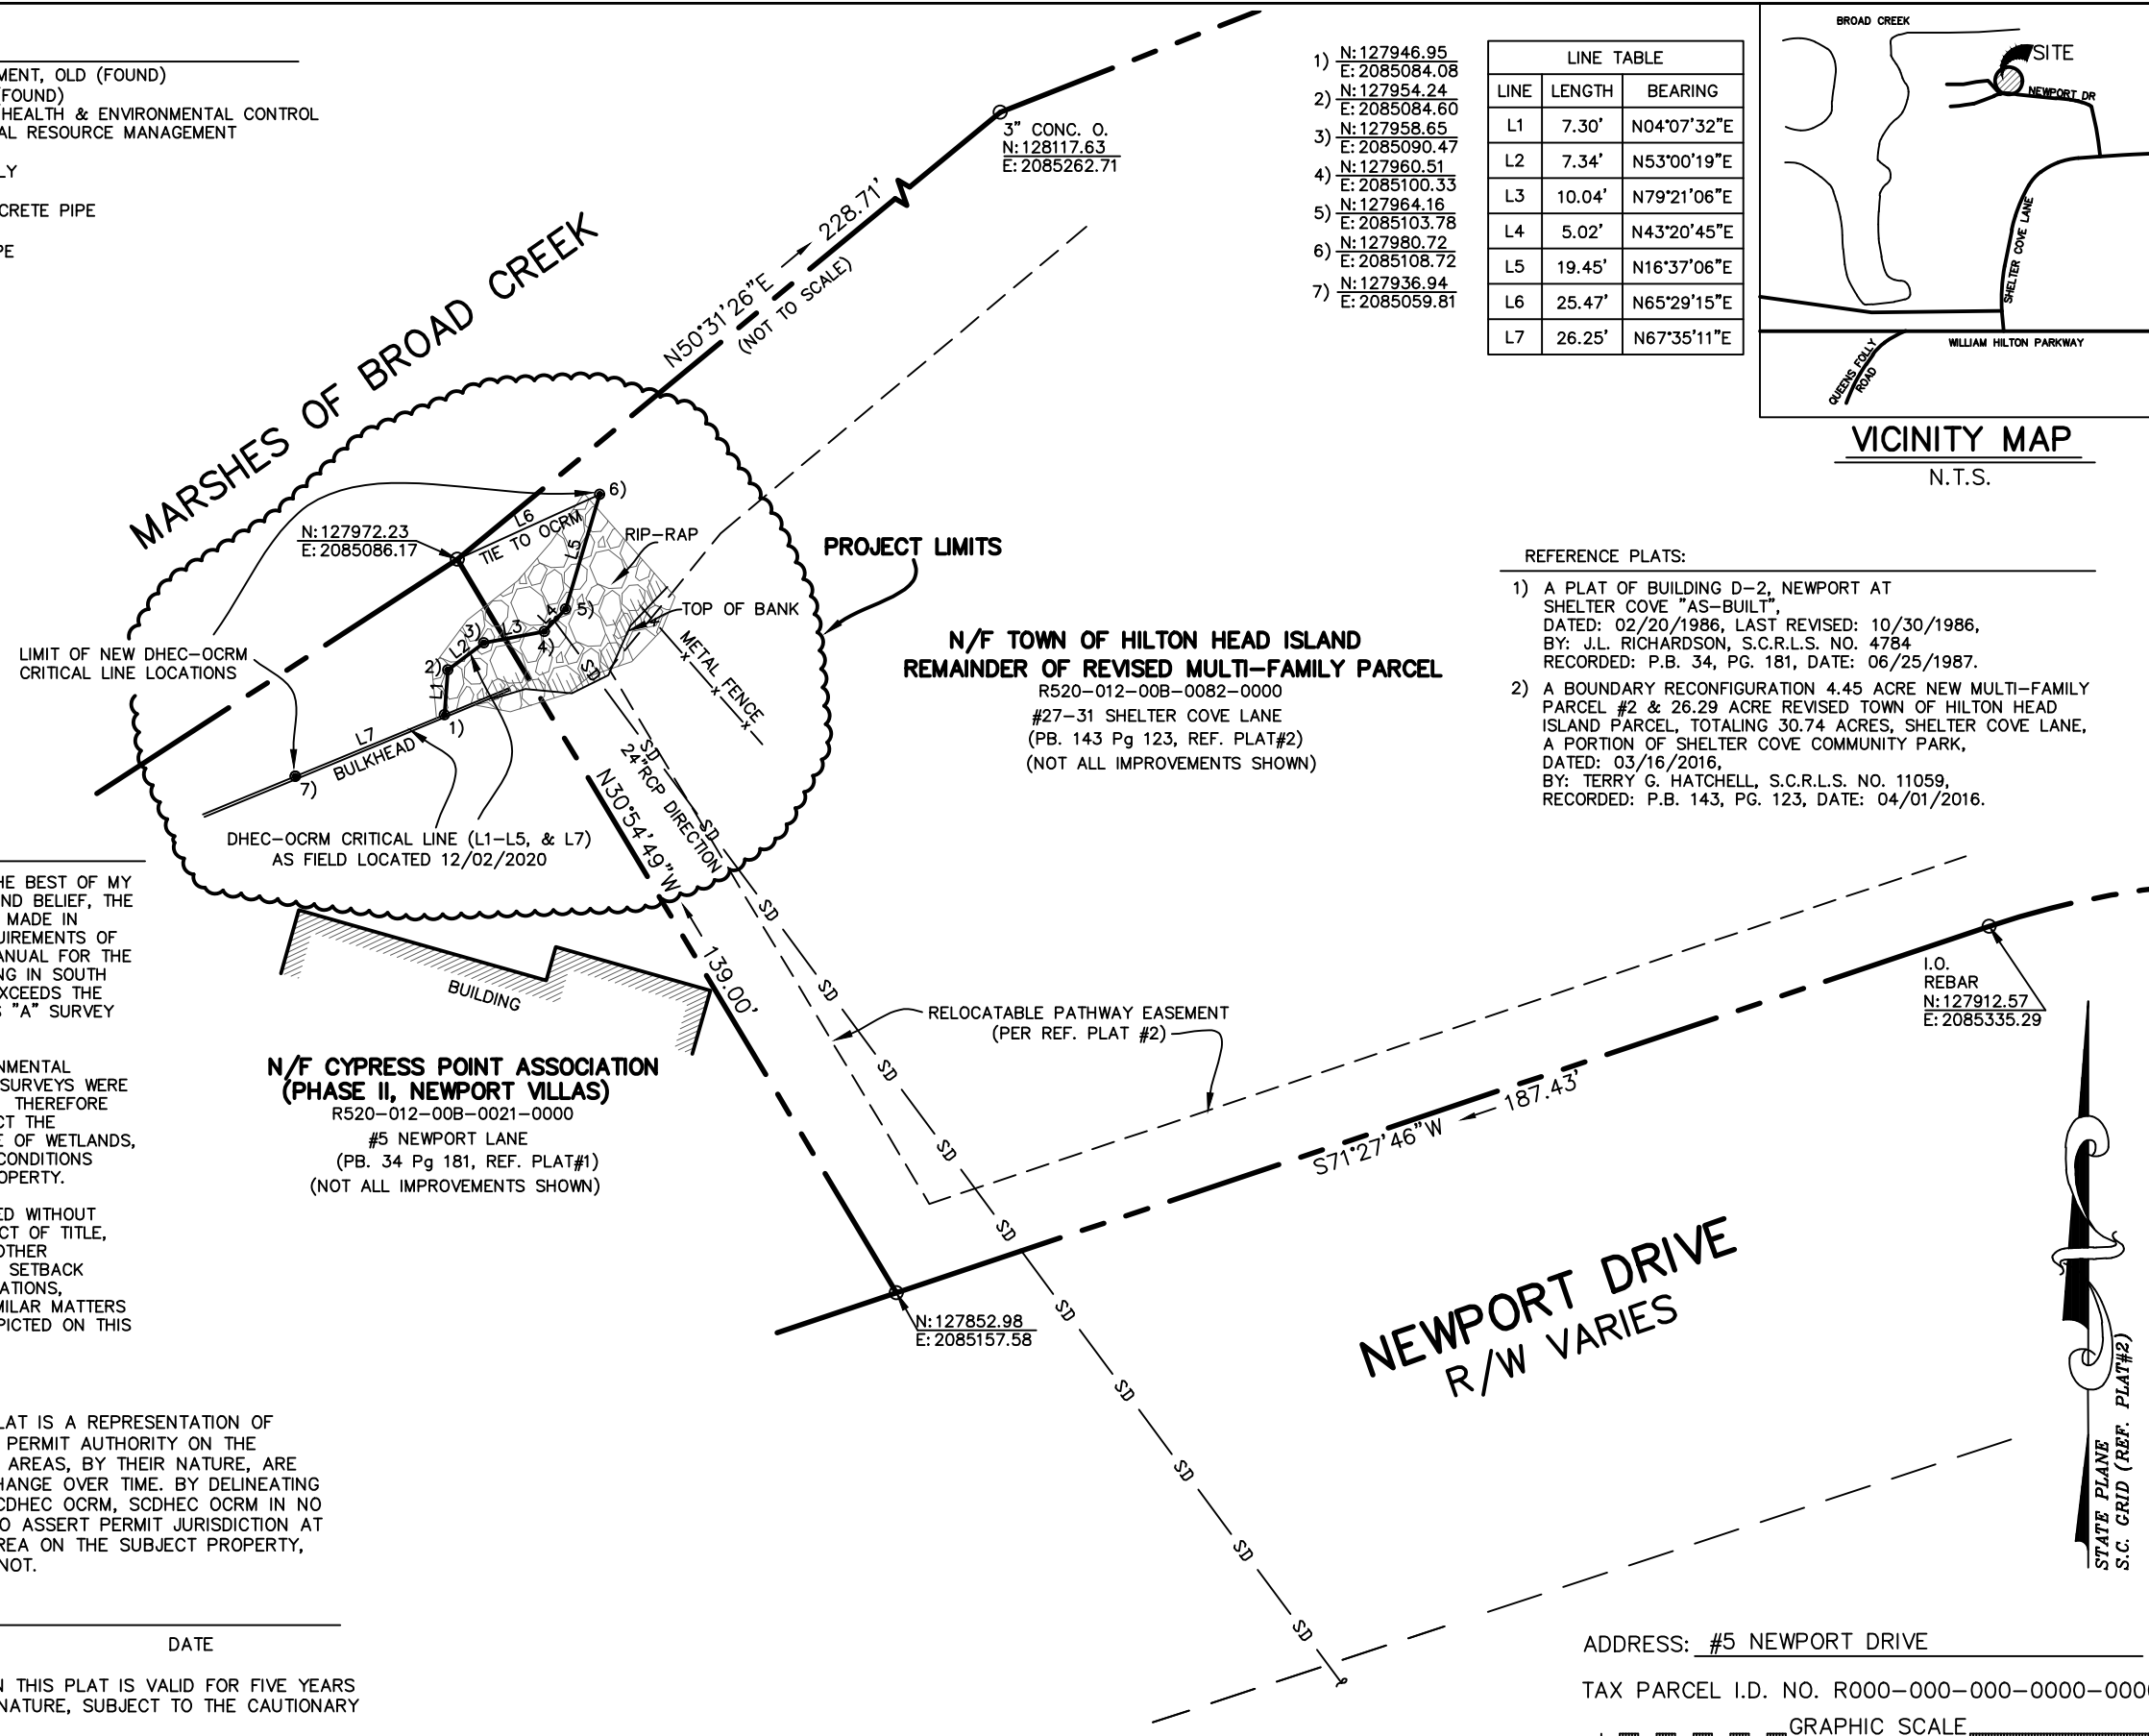 MENT, OLD (FOUND)
(FOUND)
HEALTH & ENVIRONMENTAL CONTROL
AL RESOURCE MANAGEMENT
LY
CRETE PIPE
PE
MARSHES OF BROAD CREEK
N50°31'26"E
228.71'
(NOT TO SCALE)
3" CONC. O.
N:128117.63
E:2085262.71
1) N:127946.95
E:2085084.08
2) N:127954.24
E:2085084.60
3) N:127958.65
E:2085090.47
4) N:127960.51
E:2085100.33
5) N:127964.16
E:2085103.78
6) N:127980.72
E:2085108.72
7) N:127936.94
E:2085059.81
LINE TABLE
LINE LENGTH BEARING
L1 7.30' N04°07'32"E
L2 7.34' N53°00'19"E
L3 10.04' N79°21'06"E
L4 5.02' N43°20'45"E
L5 19.45' N16°37'06"E
L6 25.47' N65°29'15"E
L7 26.25' N67°35'11"E
BROAD CREEK
SITE
NEWPORT DR
SHELTER COVE LANE
WILLIAM HILTON PARKWAY
QUEENS FOLLY
ROAD
VICINITY MAP
N.T.S.
N:127972.23
E:2085086.17
L6
TIE TO OCRM
6)
RIP-RAP
L5
L4
5)
TOP OF BANK
L3
4)
3)
L2
2)
L1
1)
SD
METAL FENCE
x
x
x
x
PROJECT LIMITS
LIMIT OF NEW DHEC-OCRM
CRITICAL LINE LOCATIONS
L7
BULKHEAD
7)
DHEC-OCRM CRITICAL LINE (L1-L5, & L7)
AS FIELD LOCATED 12/02/2020
24"RCP DIRECTION
N30°54'49"W
139.00'
N/F TOWN OF HILTON HEAD ISLAND
REMAINDER OF REVISED MULTI-FAMILY PARCEL
R520-012-00B-0082-0000
#27-31 SHELTER COVE LANE
(PB. 143 Pg 123, REF. PLAT#2)
(NOT ALL IMPROVEMENTS SHOWN)
REFERENCE PLATS:
1) A PLAT OF BUILDING D-2, NEWPORT AT
SHELTER COVE "AS-BUILT",
DATED: 02/20/1986, LAST REVISED: 10/30/1986,
BY: J.L. RICHARDSON, S.C.R.L.S. NO. 4784
RECORDED: P.B. 34, PG. 181, DATE: 06/25/1987.
2) A BOUNDARY RECONFIGURATION 4.45 ACRE NEW MULTI-FAMILY
PARCEL #2 & 26.29 ACRE REVISED TOWN OF HILTON HEAD
ISLAND PARCEL, TOTALING 30.74 ACRES, SHELTER COVE LANE,
A PORTION OF SHELTER COVE COMMUNITY PARK,
DATED: 03/16/2016,
BY: TERRY G. HATCHELL, S.C.R.L.S. NO. 11059,
RECORDED: P.B. 143, PG. 123, DATE: 04/01/2016.
HE BEST OF MY
ND BELIEF, THE
MADE IN
UIREMENTS OF
ANUAL FOR THE
NG IN SOUTH
XCEEDS THE
S "A" SURVEY
NMENTAL
SURVEYS WERE
THEREFORE
CT THE
E OF WETLANDS,
CONDITIONS
OPERTY.
ED WITHOUT
CT OF TITLE,
OTHER
SETBACK
ATIONS,
MILAR MATTERS
PICTED ON THIS
BUILDING
N/F CYPRESS POINT ASSOCIATION
(PHASE II, NEWPORT VILLAS)
R520-012-00B-0021-0000
#5 NEWPORT LANE
(PB. 34 Pg 181, REF. PLAT#1)
(NOT ALL IMPROVEMENTS SHOWN)
SD
SD
SD
SD
SD
SD
SD
SD
SD
SD
SD
SD
RELOCATABLE PATHWAY EASEMENT
(PER REF. PLAT #2)
I.O.
REBAR
N:127912.57
E:2085335.29
S71°27'46"W
187.43'
N:127852.98
E:2085157.58
NEWPORT DRIVE
R/W VARIES
STATE PLANE
S.C. GRID (REF. PLAT#2)
LAT IS A REPRESENTATION OF
PERMIT AUTHORITY ON THE
AREAS, BY THEIR NATURE, ARE
HANGE OVER TIME. BY DELINEATING
CDHEC OCRM, SCDHEC OCRM IN NO
O ASSERT PERMIT JURISDICTION AT
REA ON THE SUBJECT PROPERTY,
NOT.
DATE
N THIS PLAT IS VALID FOR FIVE YEARS
NATURE, SUBJECT TO THE CAUTIONARY
ADDRESS: #5 NEWPORT DRIVE
TAX PARCEL I.D. NO. R000-000-000-0000-000
GRAPHIC SCALE